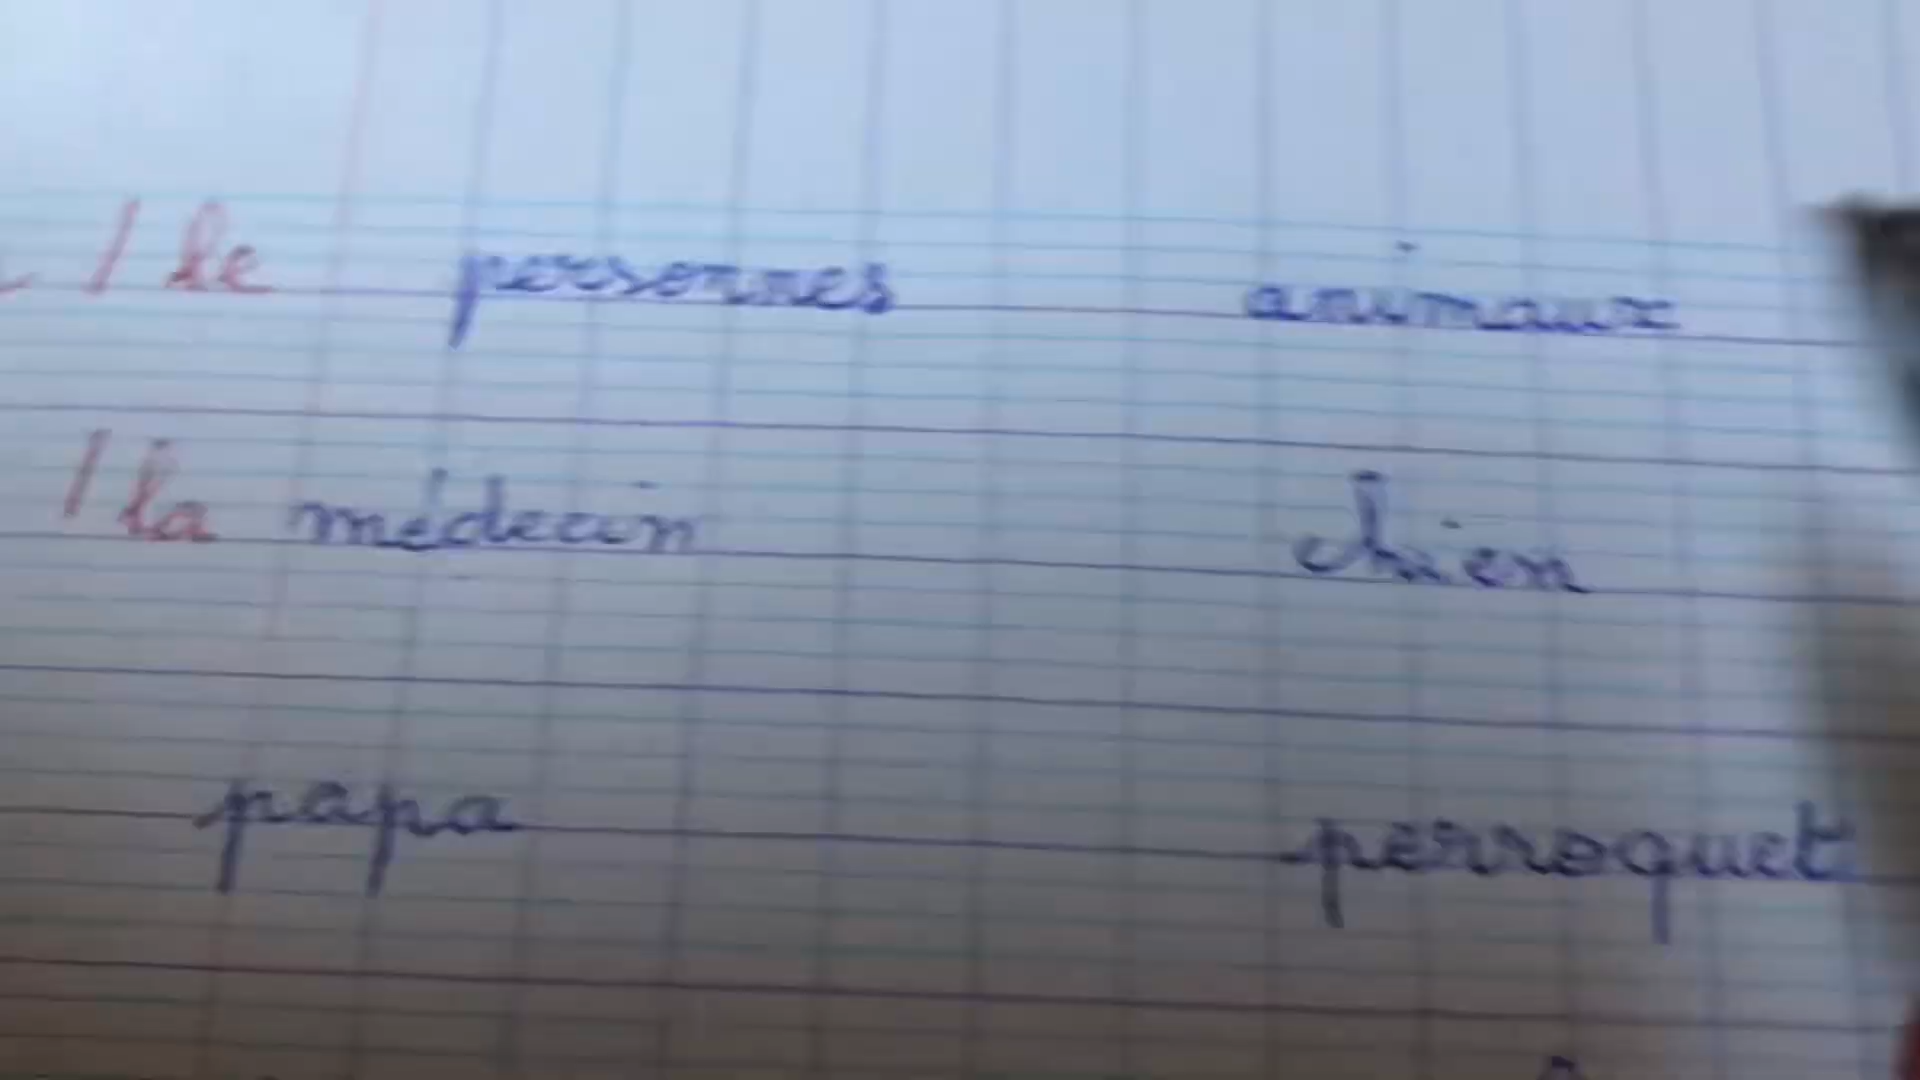 / le personnes animaux
/ la médecin chien
papa perroquet